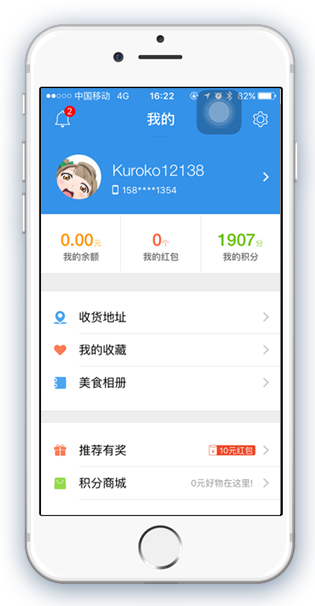 中国移动 4G 16:22 82%
2
我的
Kuroko12138
158****1354
0.00元 0个 1907分
我的余额 我的红包 我的积分
收货地址
我的收藏
美食相册
推荐有奖 10元红包
积分商城 0元好物在这里!